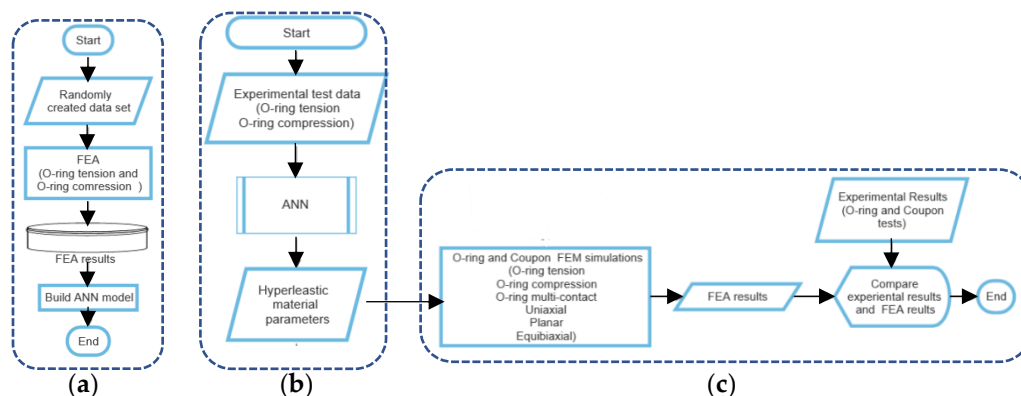 Start
Randomly
created data set
FEA
(O-ring tension and
O-ring comression )
FEA results
Build ANN model
End
(a)
Start
Experimental test data
(O-ring tension
O-ring compression)
ANN
Hyperleastic
material
parameters
(b)
O-ring and Coupon FEM simulations
(O-ring tension
O-ring compression
O-ring multi-contact
Uniaxial
Planar
Equibiaxial)
FEA results
Experimental Results
(O-ring and Coupon
tests)
Compare
experiental results
and FEA reults
End
(c)